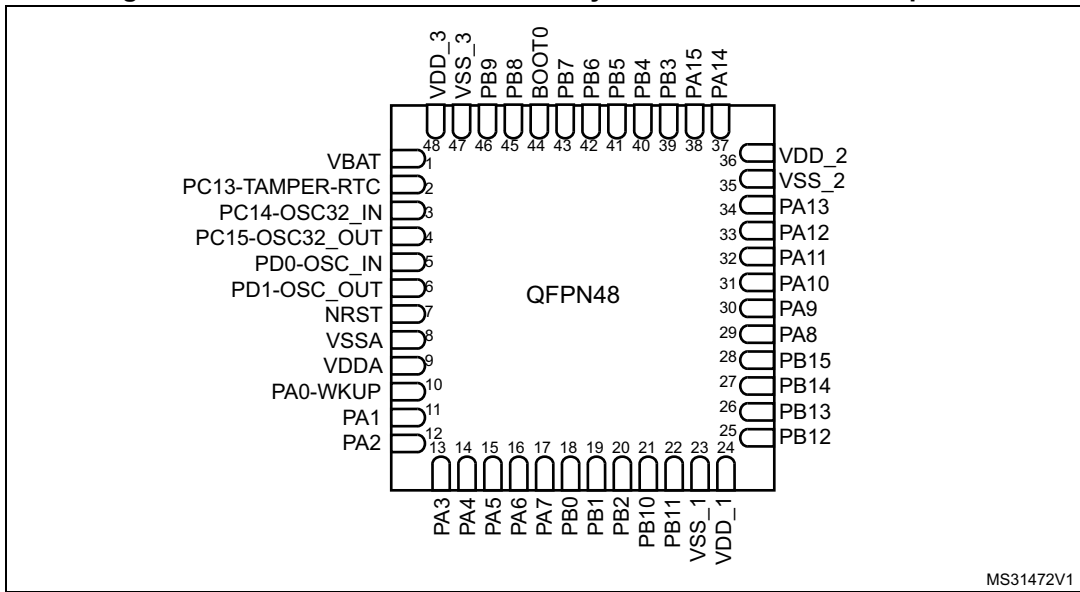 VDD_3
VSS_3
PB9
PB8
BOOT0
PB7
PB6
PB5
PB4
PB3
PA15
PA14
48 47 46 45 44 43 42 41 40 39 38 37
VBAT 1
PC13-TAMPER-RTC 2
PC14-OSC32_IN 3
PC15-OSC32_OUT 4
PD0-OSC_IN 5
PD1-OSC_OUT 6
NRST 7
VSSA 8
VDDA 9
PA0-WKUP 10
PA1 11
PA2 12
QFPN48
36 VDD_2
35 VSS_2
34 PA13
33 PA12
32 PA11
31 PA10
30 PA9
29 PA8
28 PB15
27 PB14
26 PB13
25 PB12
13 14 15 16 17 18 19 20 21 22 23 24
PA3
PA4
PA5
PA6
PA7
PB0
PB1
PB2
PB10
PB11
VSS_1
VDD_1
MS31472V1